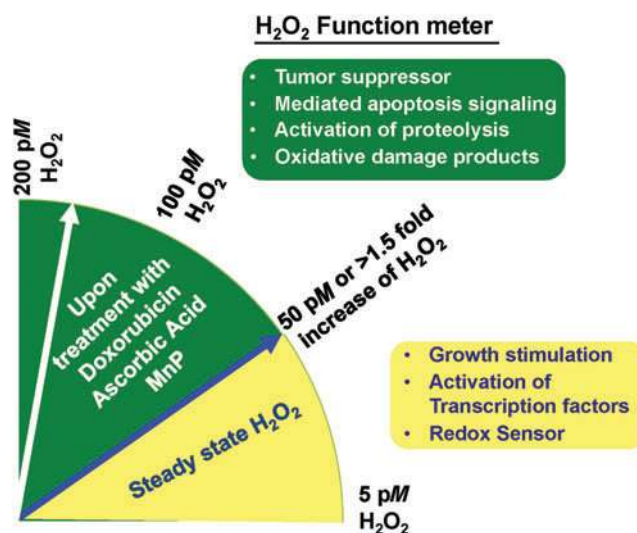 H₂O₂ Function meter
• Tumor suppressor
• Mediated apoptosis signaling
• Activation of proteolysis
• Oxidative damage products
200 pM
H₂O₂
100 pM
H₂O₂
50 pM or >1.5 fold
increase of H₂O₂
Upon
treatment with
Doxorubicin
Ascorbic Acid
MnP
Steady state H₂O₂
• Growth stimulation
• Activation of
Transcription factors
• Redox Sensor
5 pM
H₂O₂